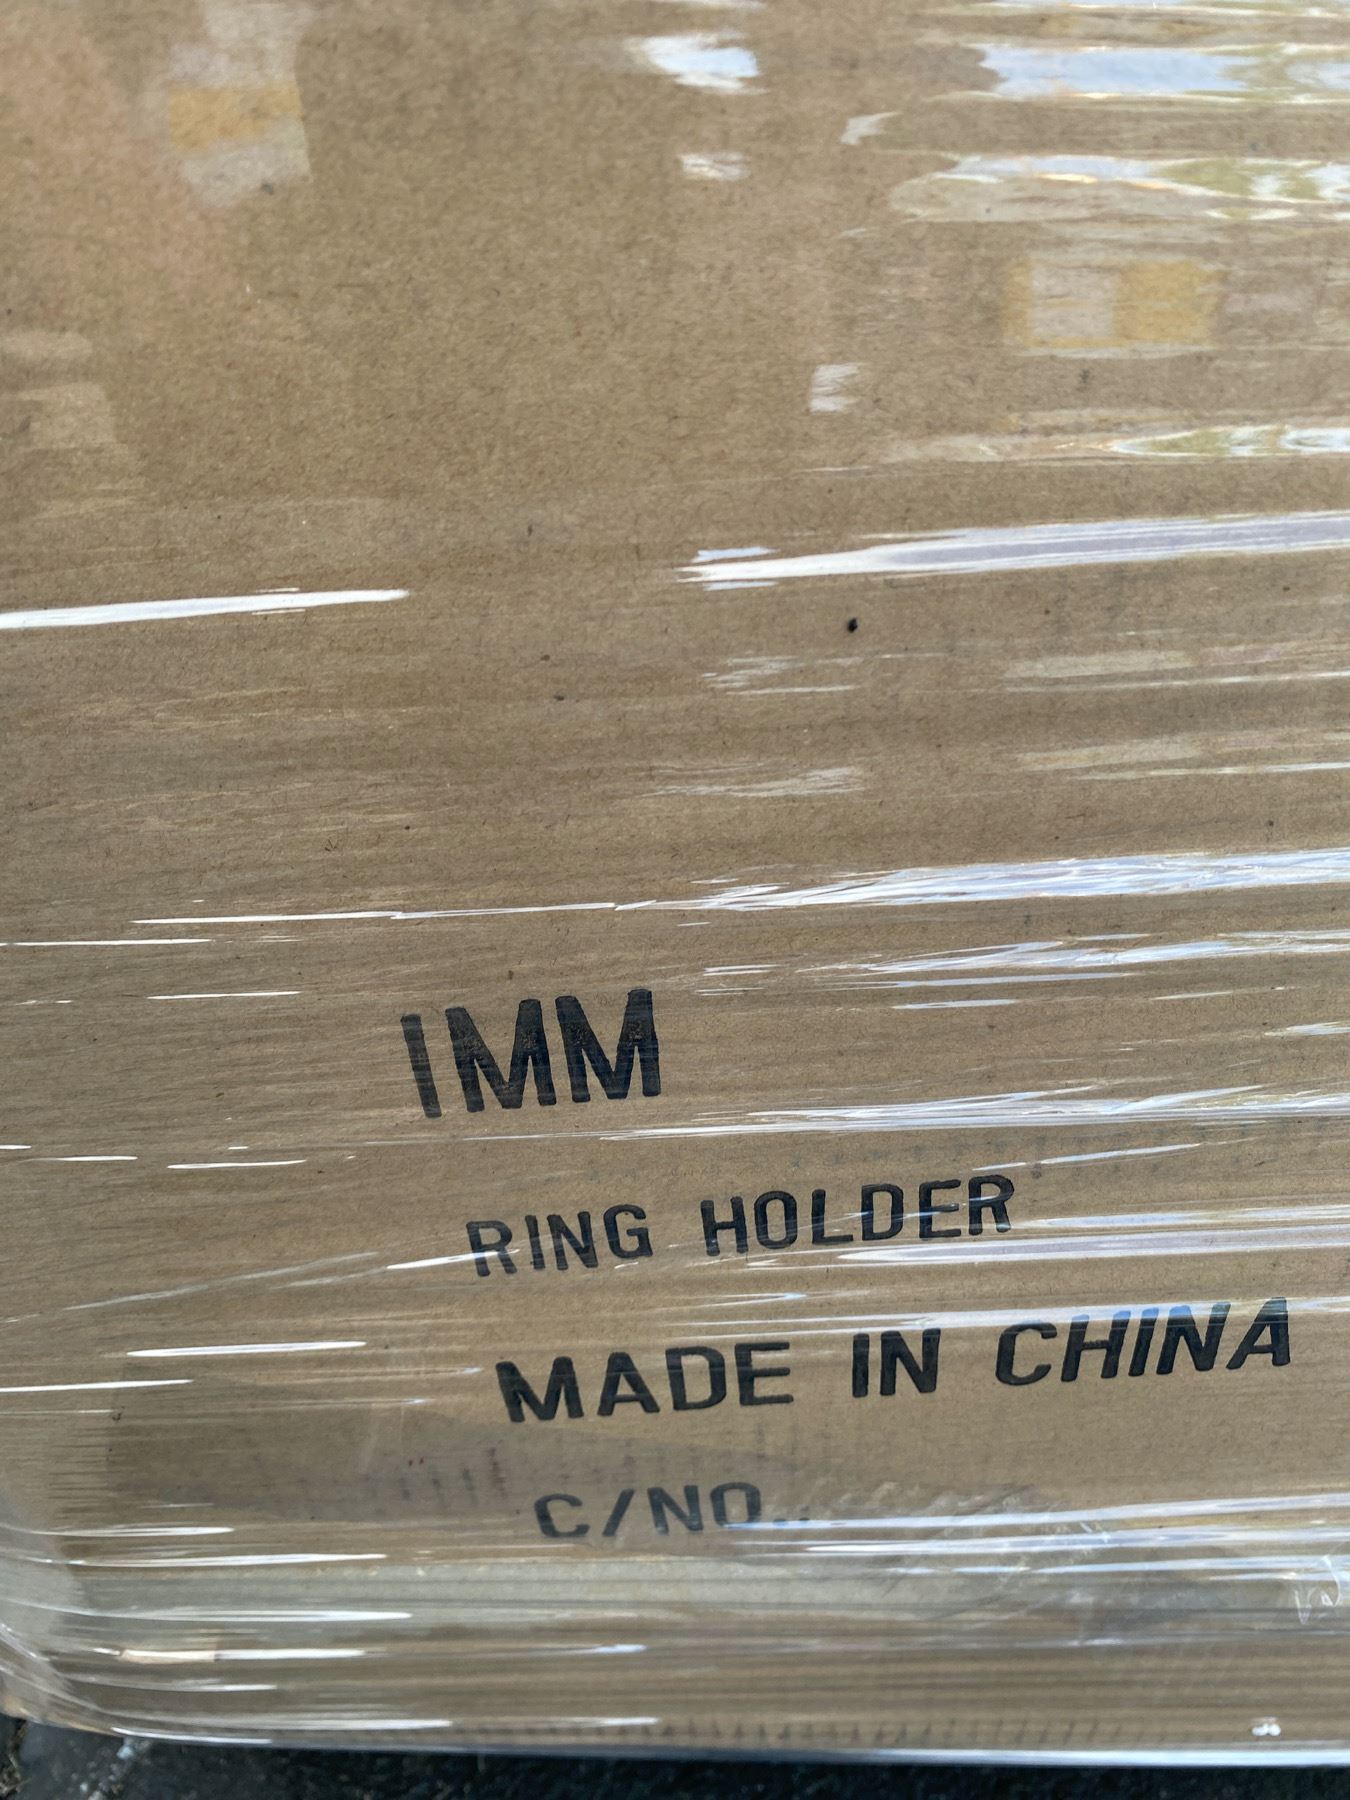 IMM
RING HOLDER
MADE IN CHINA
C/NO.: